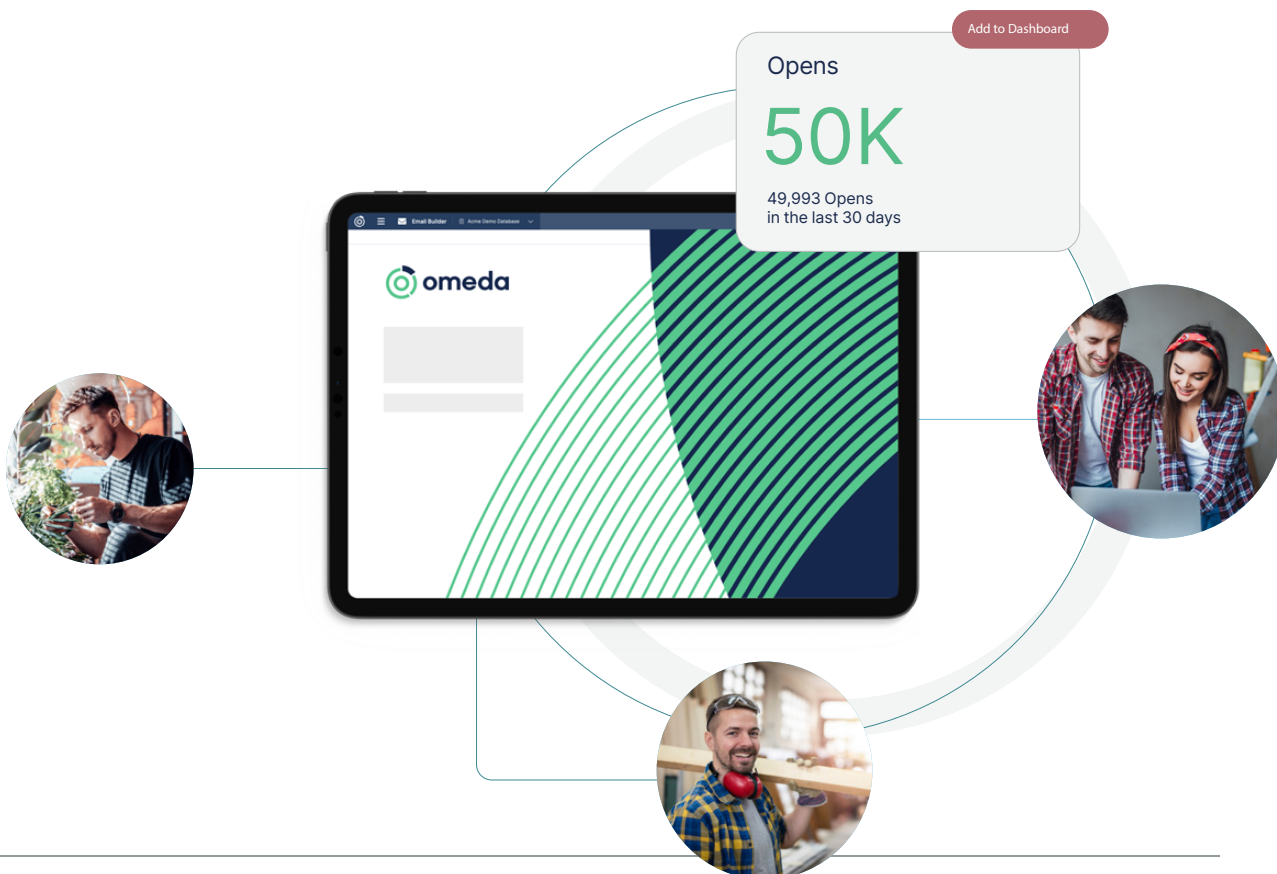 Add to Dashboard
Opens
50K
49,993 Opens
in the last 30 days
Email Builder
Acme Demo Database
omeda